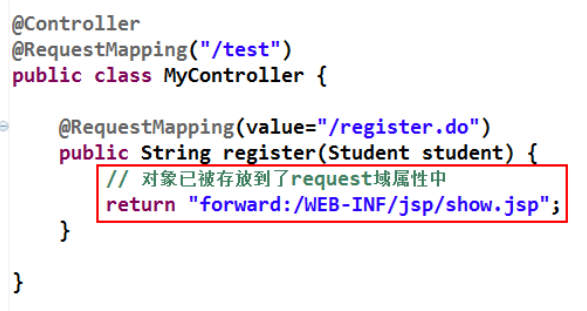 @Controller
@RequestMapping("/test")
public class MyController {
@RequestMapping(value="/register.do")
public String register(Student student) {
// 对象已被存放到了request域属性中
return "forward:/WEB-INF/jsp/show.jsp";
}
}